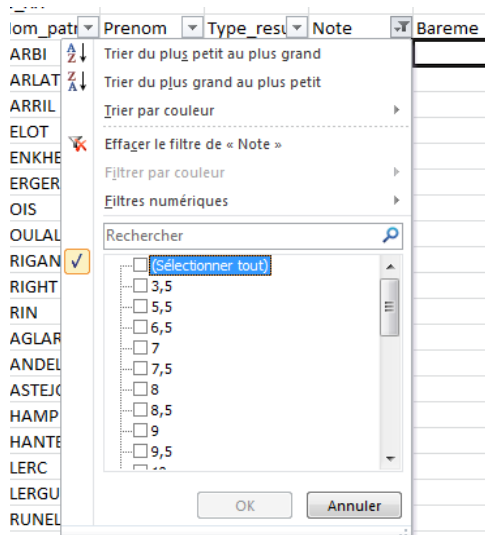 lom_patr Prenom Type_resu Note Bareme
ARBI
Trier du plus petit au plus grand
ARLAT
Trier du plus grand au plus petit
ARRIL
Trier par couleur
ELOT
Effacer le filtre de « Note »
ENKHE
Filtrer par couleur
ERGER
Filtres numériques
OIS
OULAL
Rechercher
RIGAN
(Sélectionner tout)
RIGHT
3,5
RIN
5,5
6,5
AGLAR
7
ANDEL
7,5
ASTEJO
8
HAMP
8,5
HANTE
9
9,5
LERC
LERGU
OK Annuler
RUNEL